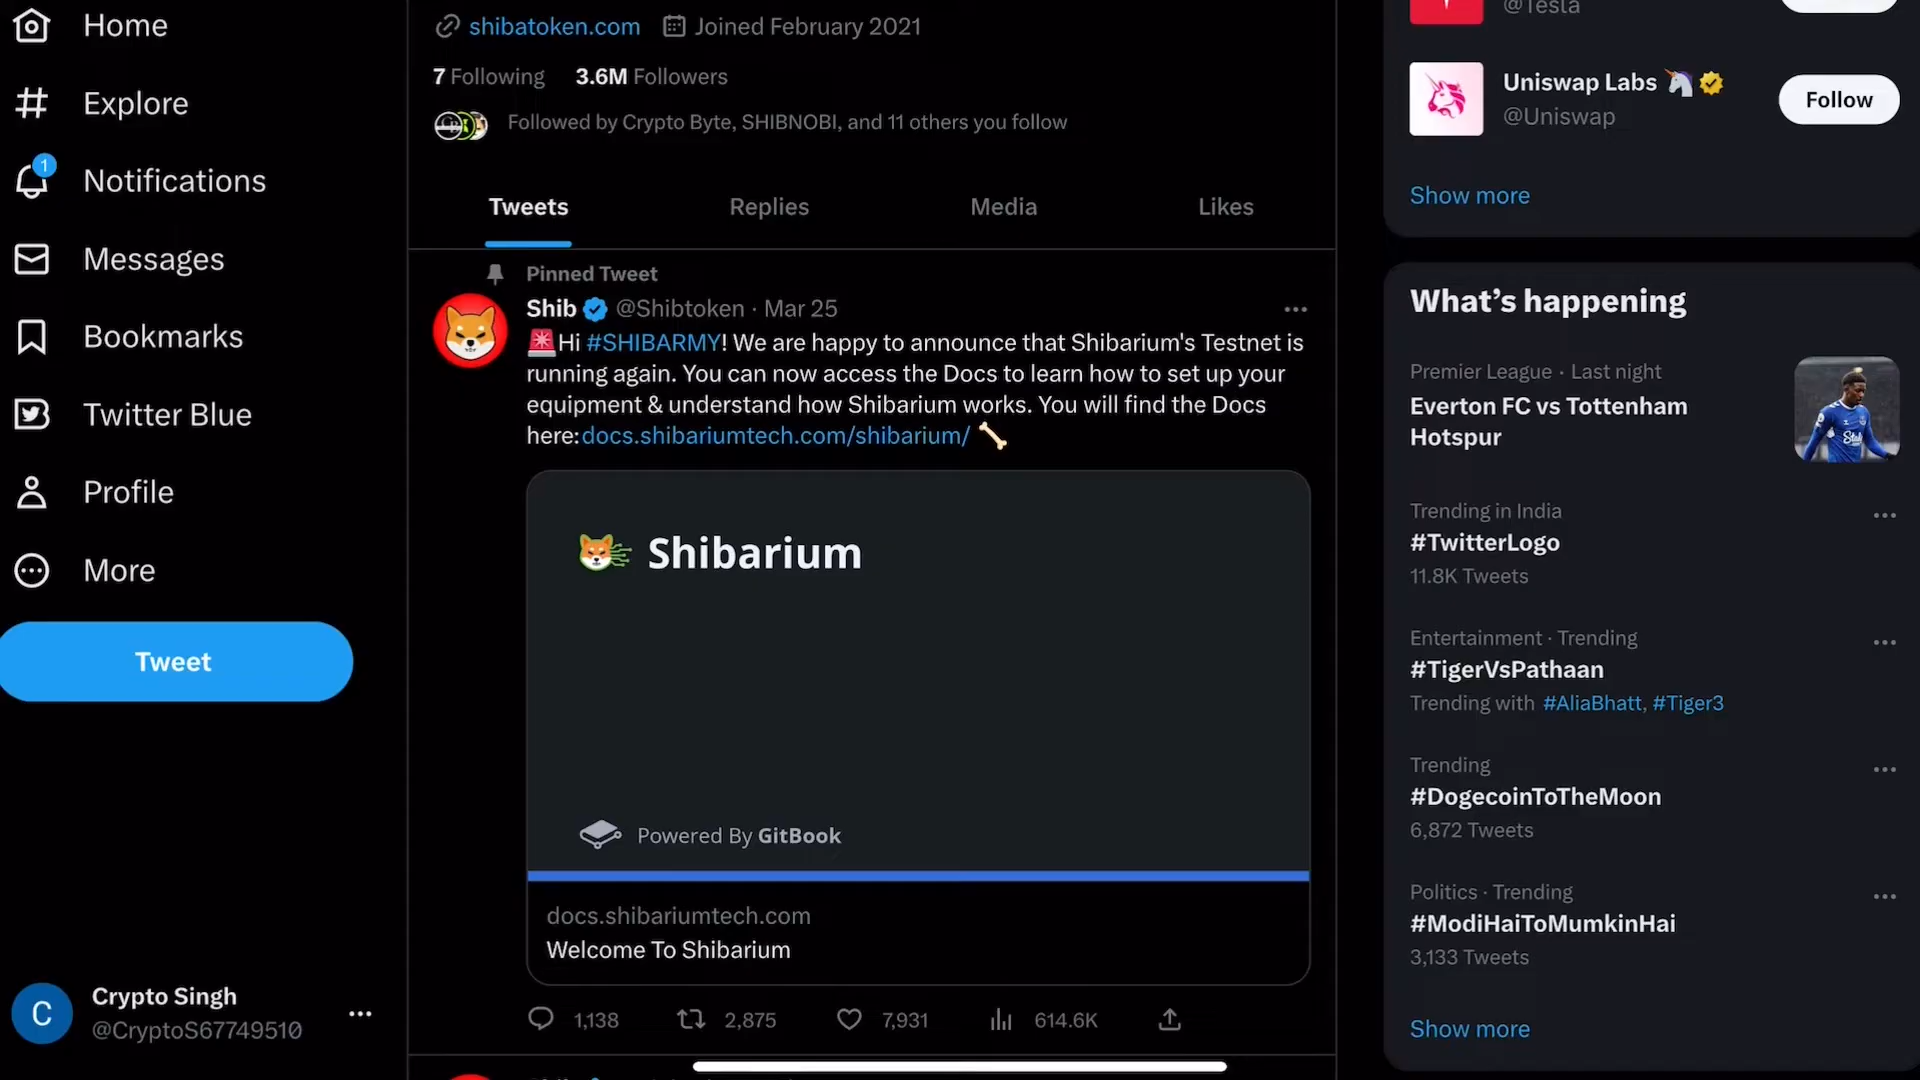 Home
Explore
1
Notifications
Messages
Bookmarks
Twitter Blue
Profile
More
Tweet
Crypto Singh
@CryptoS67749510
C
shibatoken.com Joined February 2021
7 Following 3.6M Followers
Followed by Crypto Byte, SHIBNOBI, and 11 others you follow
Tweets Replies Media Likes
Pinned Tweet
Shib @Shibtoken · Mar 25
🚨Hi #SHIBARMY! We are happy to announce that Shibarium's Testnet is
running again. You can now access the Docs to learn how to set up your
equipment & understand how Shibarium works. You will find the Docs
here:docs.shibariumtech.com/shibarium/ 🦴
Shibarium
Powered By GitBook
docs.shibariumtech.com
Welcome To Shibarium
1,138 2,875 7,931 614.6K
@Tesla
Uniswap Labs 🦄
@Uniswap
Follow
Show more
What's happening
Premier League · Last night
Everton FC vs Tottenham
Hotspur
Trending in India
#TwitterLogo
11.8K Tweets
Entertainment · Trending
#TigerVsPathaan
Trending with #AliaBhatt, #Tiger3
Trending
#DogecoinToTheMoon
6,872 Tweets
Politics · Trending
#ModiHaiToMumkinHai
3,133 Tweets
Show more